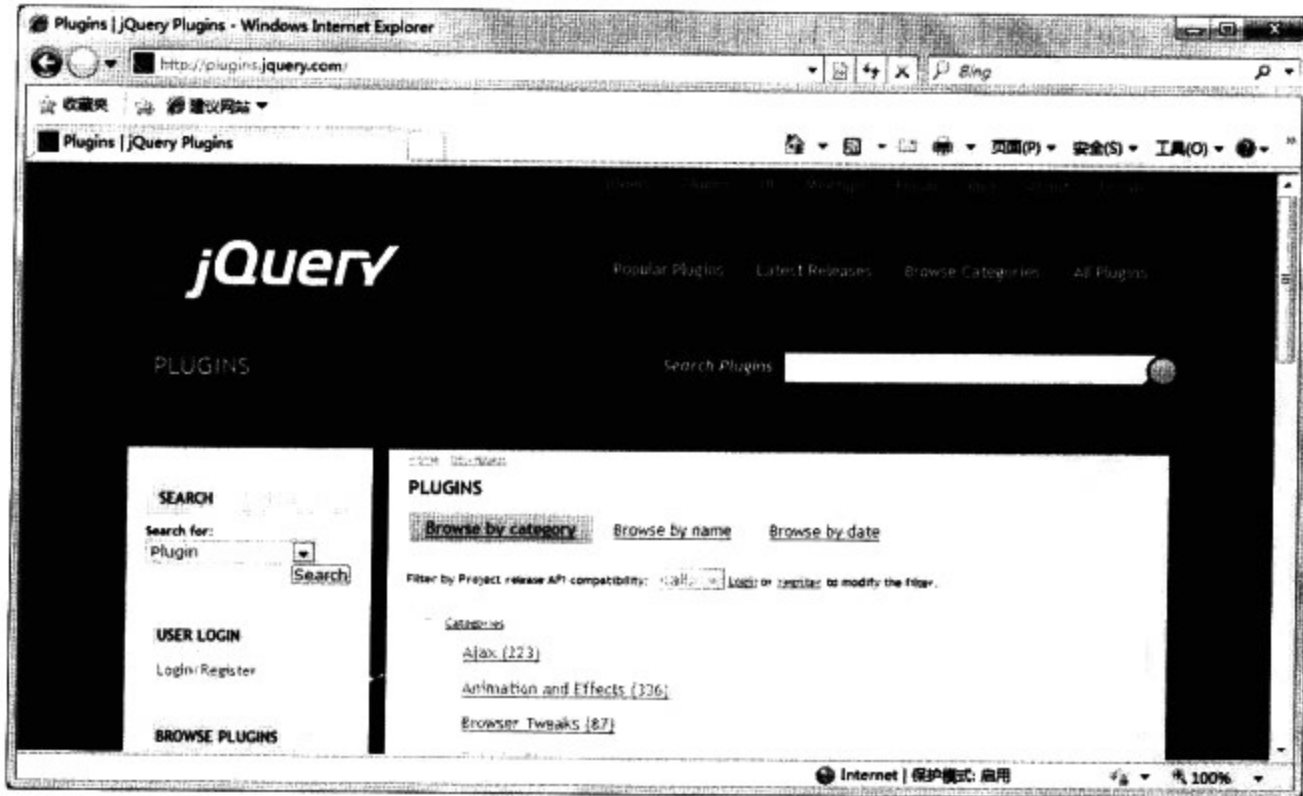 Plugins | jQuery Plugins - Windows Internet Explorer
http://plugins.jquery.com/
Bing
收藏夹 建议网站
Plugins | jQuery Plugins
页面(P) 安全(S) 工具(O)
jQuery
Popular Plugins Latest Releases Browse Categories All Plugins
PLUGINS
Search Plugins
SEARCH
Search for:
Plugin
Search
USER LOGIN
Login/Register
BROWSE PLUGINS
PLUGINS
Browse by category Browse by name Browse by date
Filter by Project release API compatibility: Login or register to modify the filter.
Categories
Ajax (223)
Animation and Effects (336)
Browser Tweaks (87)
Internet | 保护模式: 启用
100%